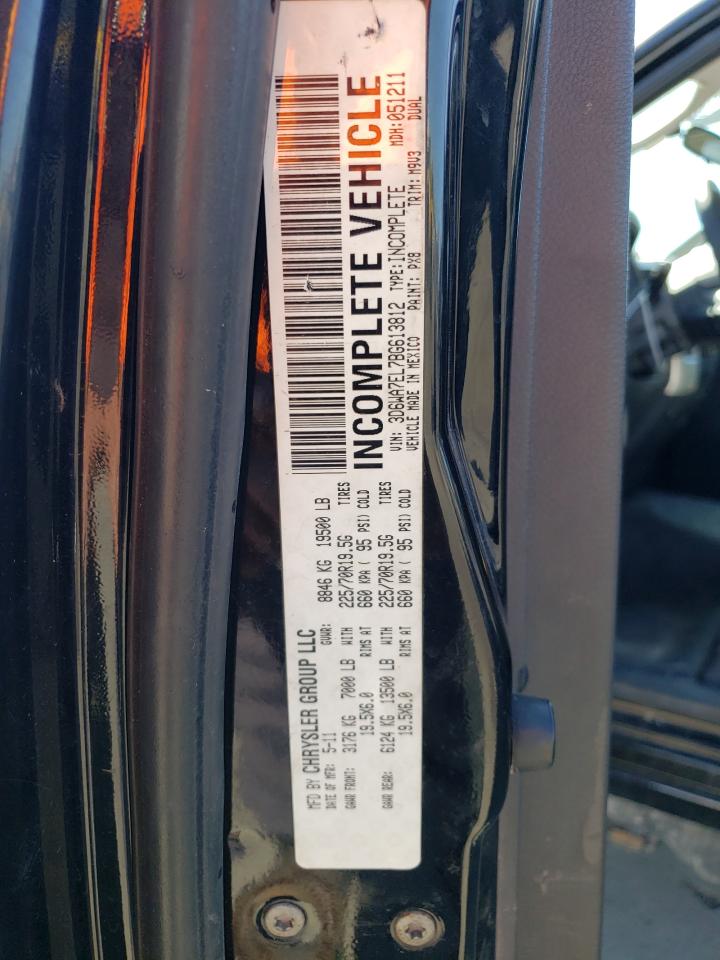 MFD BY CHRYSLER GROUP LLC
DATE OF MFR: 5-11 GVWR: 8846 KG 19500 LB
GAWR FRONT: 3176 KG 7000 LB WITH 225/70R19.5G TIRES
19.5X6.0 RIMS AT 660 KPA ( 95 PSI) COLD
GAWR REAR: 6124 KG 13500 LB WITH 225/70R19.5G TIRES
19.5X6.0 RIMS AT 660 KPA ( 95 PSI) COLD
INCOMPLETE VEHICLE
VIN: 3D6WA7EL7BG613812 TYPE:INCOMPLETE MDH:051211
VEHICLE MADE IN MEXICO PAINT: PX8 TRIM: M9V3 DUAL